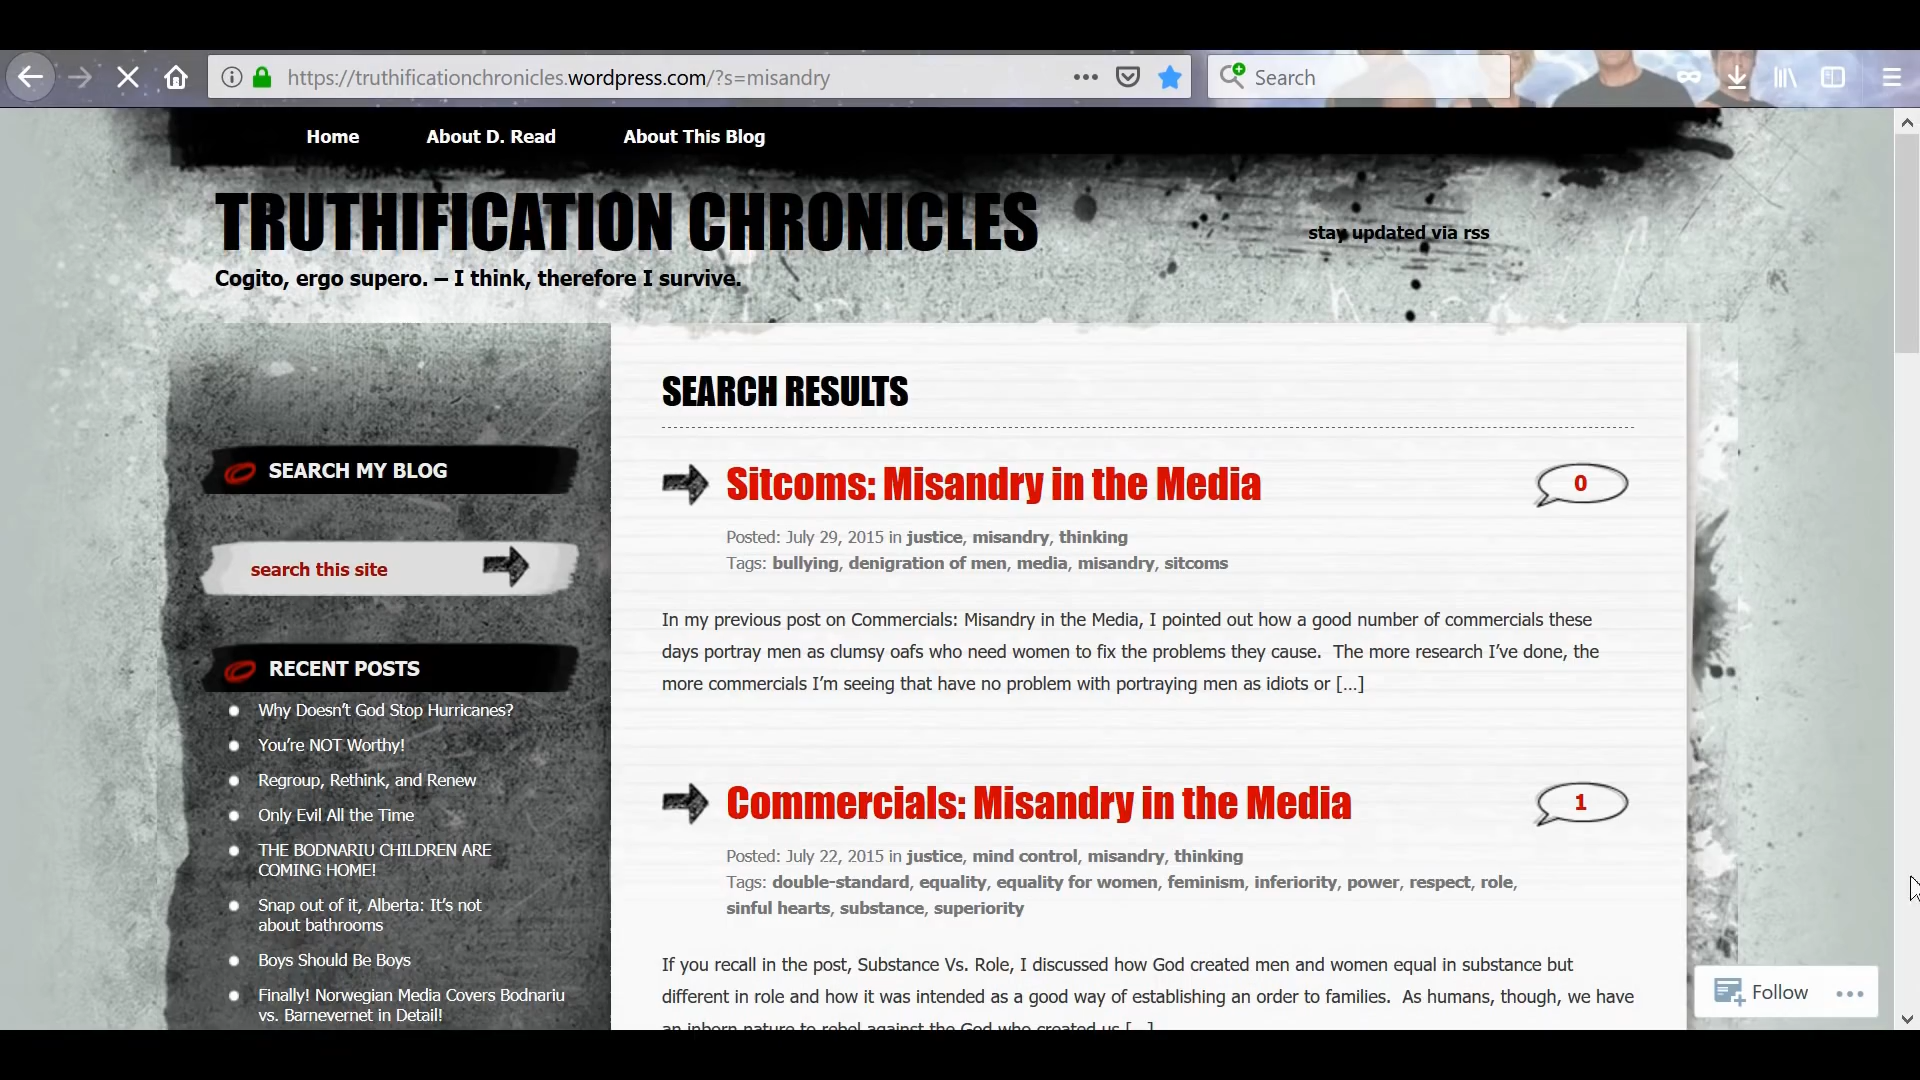 https://truthificationchronicles.wordpress.com/?s=misandry
Search
Home
About D. Read
About This Blog
TRUTHIFICATION CHRONICLES
stay updated via rss
Cogito, ergo supero. – I think, therefore I survive.
SEARCH MY BLOG
search this site
RECENT POSTS
Why Doesn't God Stop Hurricanes?
You're NOT Worthy!
Regroup, Rethink, and Renew
Only Evil All the Time
THE BODNARIU CHILDREN ARE
COMING HOME!
Snap out of it, Alberta: It's not
about bathrooms
Boys Should Be Boys
Finally! Norwegian Media Covers Bodnariu
vs. Barnevernet in Detail!
SEARCH RESULTS
Sitcoms: Misandry in the Media
0
Posted: July 29, 2015 in justice, misandry, thinking
Tags: bullying, denigration of men, media, misandry, sitcoms
In my previous post on Commercials: Misandry in the Media, I pointed out how a good number of commercials these
days portray men as clumsy oafs who need women to fix the problems they cause.  The more research I've done, the
more commercials I'm seeing that have no problem with portraying men as idiots or […]
Commercials: Misandry in the Media
1
Posted: July 22, 2015 in justice, mind control, misandry, thinking
Tags: double-standard, equality, equality for women, feminism, inferiority, power, respect, role,
sinful hearts, substance, superiority
If you recall in the post, Substance Vs. Role, I discussed how God created men and women equal in substance but
different in role and how it was intended as a good way of establishing an order to families.  As humans, though, we have
an inborn nature to rebel against the God who created us […]
Follow